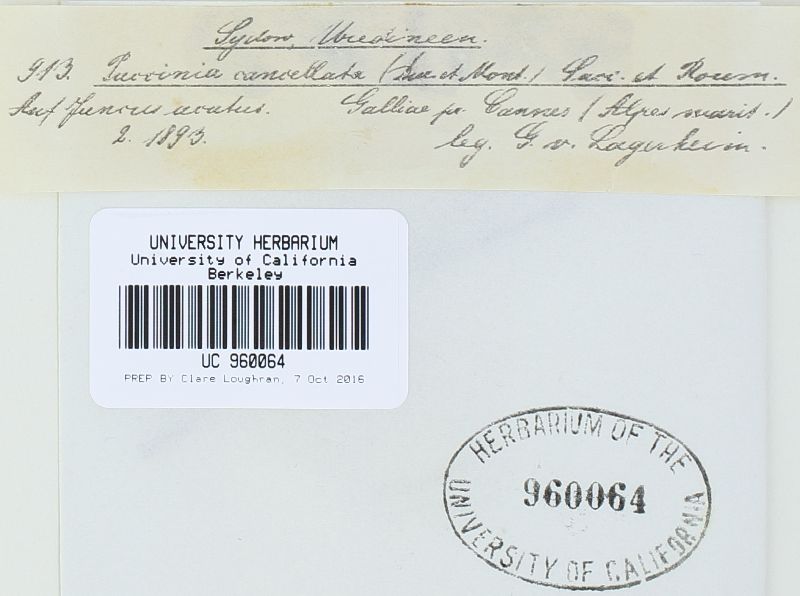 Sydow, Uredineen.
913. Puccinia cancellata (Dur. et Mont.) Sacc. et Roum.
Auf Juncus acutus. Galliae pr. Cannes (Alpes marit.)
2. 1893. leg. G. v. Lagerheim.
UNIVERSITY HERBARIUM
University of California
Berkeley
UC 960064
PREP BY Clare Loughran, 7 Oct 2016
HERBARIUM OF THE
960064
UNIVERSITY OF CALIFORNIA